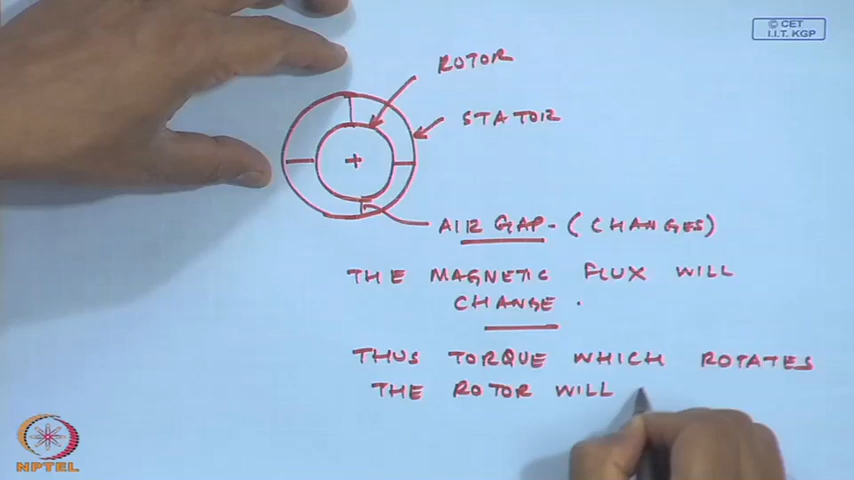 © CET
I.I.T. KGP
ROTOR
STATOR
AIR GAP - (CHANGES)
THE MAGNETIC FLUX WILL
CHANGE.
THUS TORQUE WHICH ROTATES
THE ROTOR WILL
NPTEL